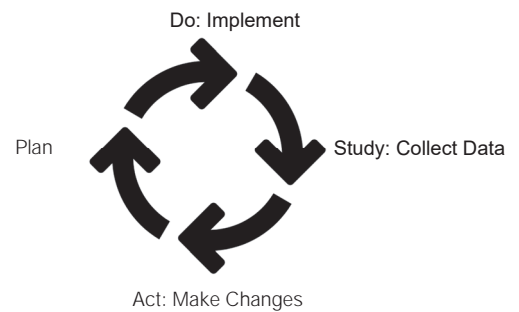 Do: Implement
Plan
Study: Collect Data
Act: Make Changes